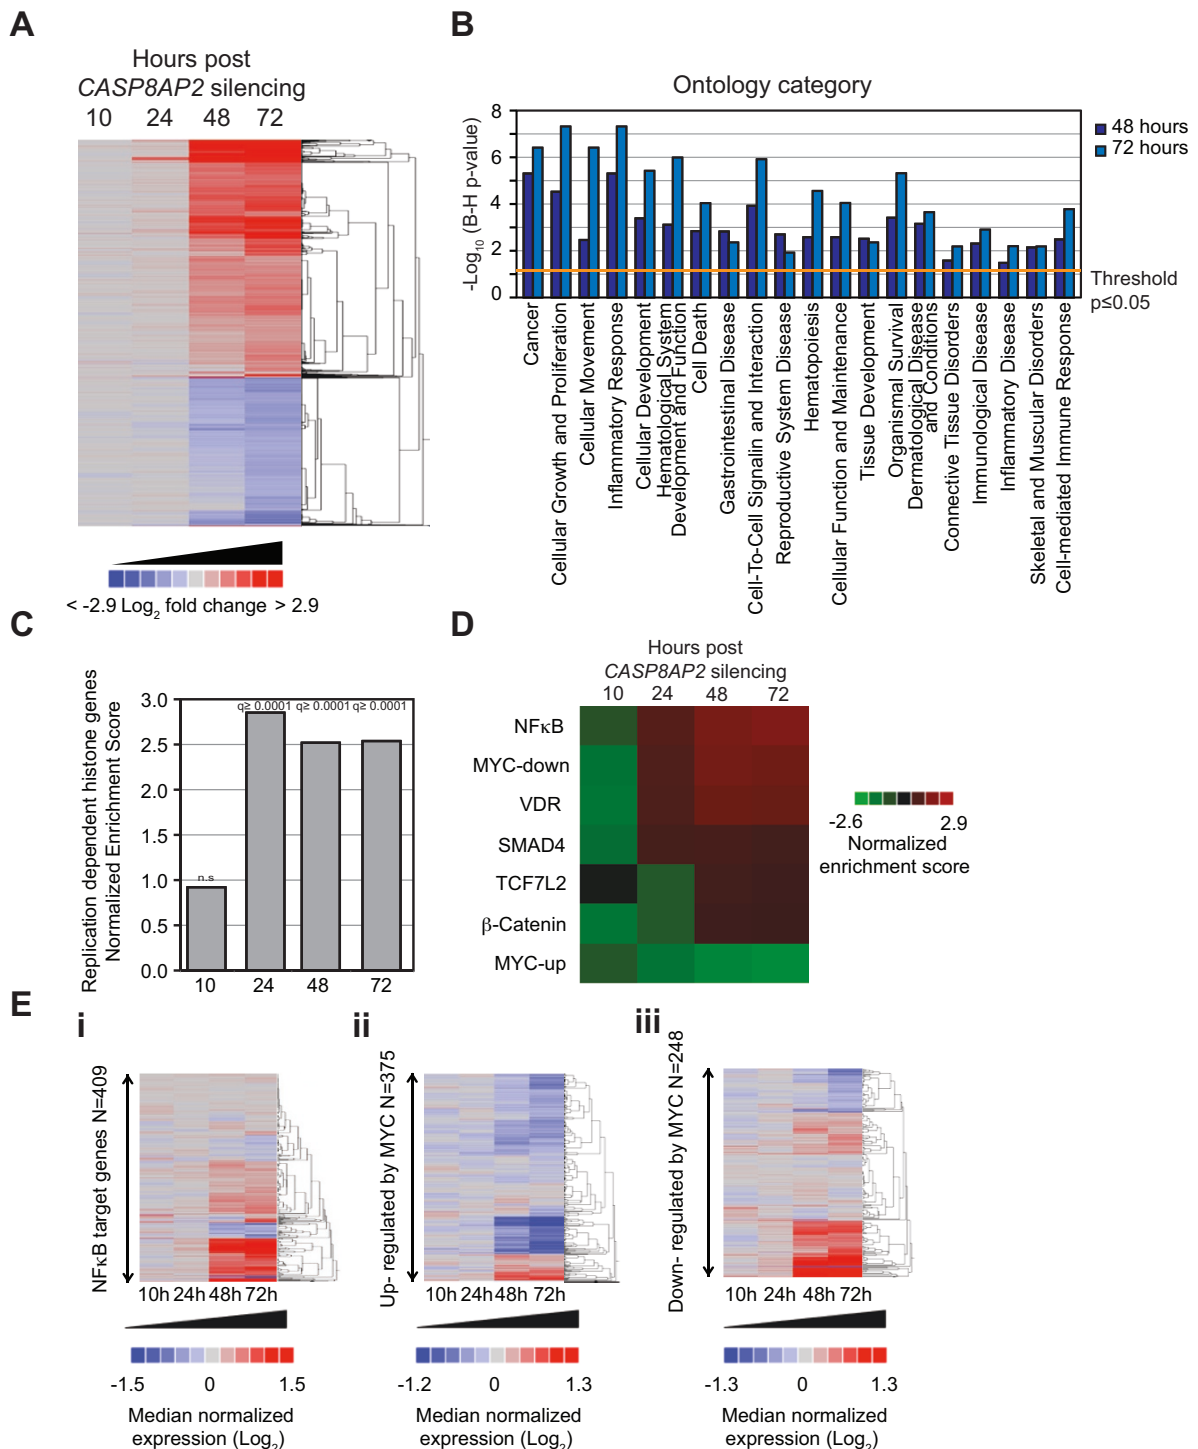 A
Hours post
CASP8AP2 silencing
10 24 48 72
< -2.9 Log2 fold change > 2.9
B
Ontology category
-Log10 (B-H p-value)
8
6
4
2
0
48 hours
72 hours
Threshold
p≤0.05
Cancer
Cellular Growth and Proliferation
Cellular Movement
Inflammatory Response
Cellular Development
Hematological System
Development and Function
Cell Death
Gastrointestinal Disease
Cell-To-Cell Signalin and Interaction
Reproductive System Disease
Hematopoiesis
Cellular Function and Maintenance
Tissue Development
Organismal Survival
Dermatological Disease
and Conditions
Connective Tissue Disorders
Immunological Disease
Inflammatory Disease
Skeletal and Muscular Disorders
Cell-mediated Immune Response
C
Replication dependent histone genes
Normalized Enrichment Score
3.0
2.5
2.0
1.5
1.0
0.5
0.0
n.s
q≥ 0.0001 q≥ 0.0001 q≥ 0.0001
10 24 48 72
D
Hours post
CASP8AP2 silencing
10 24 48 72
NFκB
MYC-down
VDR
SMAD4
TCF7L2
β-Catenin
MYC-up
-2.6 2.9
Normalized
enrichment score
E
i
NFκB target genes N=409
10h 24h 48h 72h
-1.5 0 1.5
Median normalized
expression (Log2)
ii
Up- regulated by MYC N=375
10h 24h 48h 72h
-1.2 0 1.3
Median normalized
expression (Log2)
iii
Down- regulated by MYC N=248
10h 24h 48h 72h
-1.3 0 1.3
Median normalized
expression (Log2)